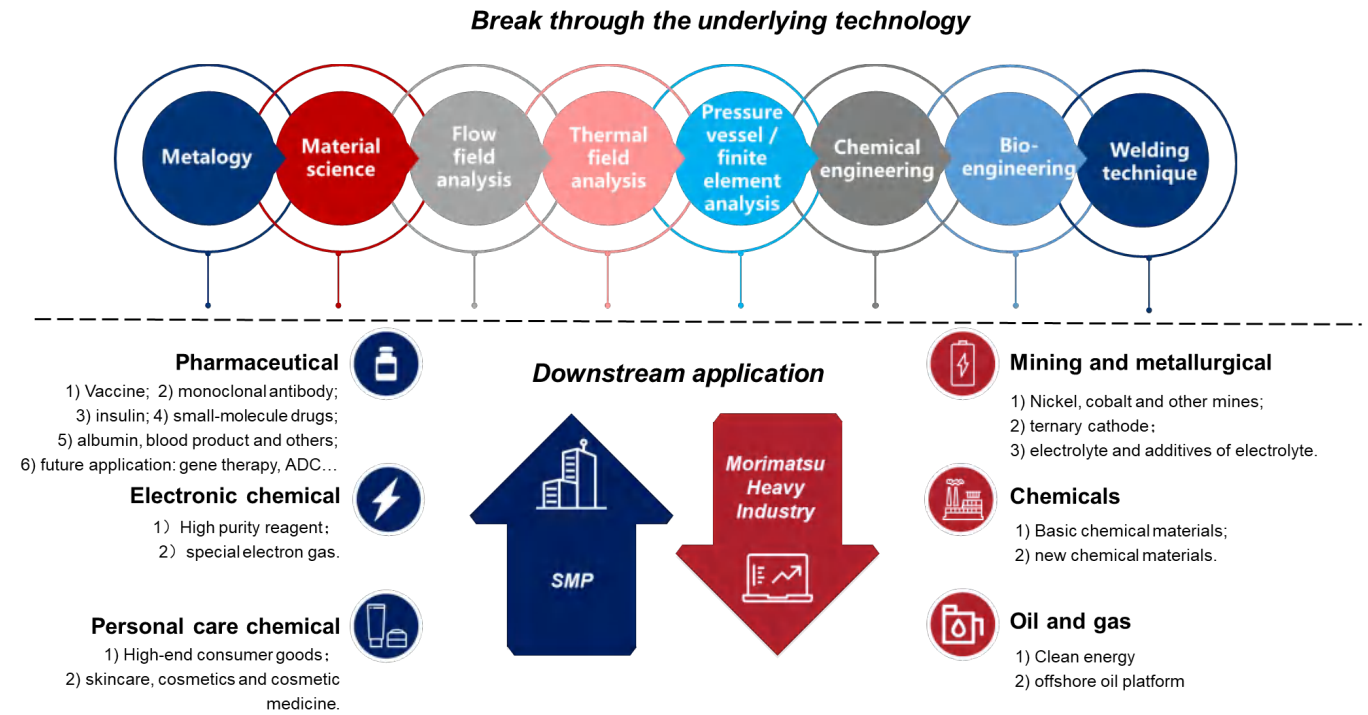 Break through the underlying technology
Metalogy
Material
science
Flow
field
analysis
Thermal
field
analysis
Pressure
vessel /
finite
element
analysis
Chemical
engineering
Bio-
engineering
Welding
technique
Pharmaceutical
1) Vaccine; 2) monoclonal antibody;
3) insulin; 4) small-molecule drugs;
5) albumin, blood product and others;
6) future application: gene therapy, ADC…
Electronic chemical
1）High purity reagent；
2）special electron gas.
Personal care chemical
1) High-end consumer goods；
2) skincare, cosmetics and cosmetic
medicine.
Downstream application
SMP
Morimatsu
Heavy
Industry
Mining and metallurgical
1) Nickel, cobalt and other mines;
2) ternary cathode；
3) electrolyte and additives of electrolyte.
Chemicals
1) Basic chemical materials;
2) new chemical materials.
Oil and gas
1) Clean energy
2) offshore oil platform